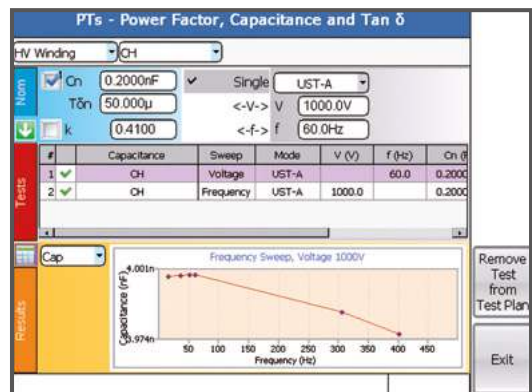 PTs - Power Factor, Capacitance and Tan δ
HV Winding CH
Nom
Cn 0.2000nF
Single UST-A
Tδn 50.000µ
<-V-> V 1000.0V
k 0.4100
<-f-> f 60.0Hz
Tests
# Capacitance Sweep Mode V (V) f (Hz) Cn (F
1 CH Voltage UST-A 60.0 0.2000
2 CH Frequency UST-A 1000.0 0.2000
Results
Cap
Frequency Sweep, Voltage 1000V
4.001n
3.974n
Capacitance (nF)
50 100 150 200 250 300 350 400 450
Frequency (Hz)
Remove
Test
from
Test Plan
Exit